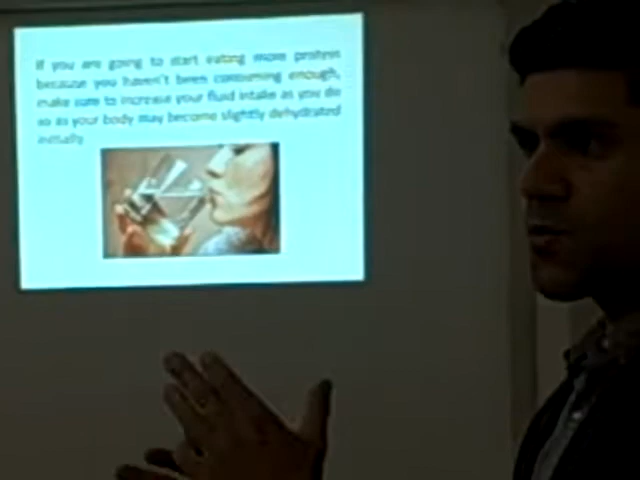 If you are going to start eating more protein
because you haven't been consuming enough,
make sure to increase your fluid intake as you do
so as your body may become slightly dehydrated
initially